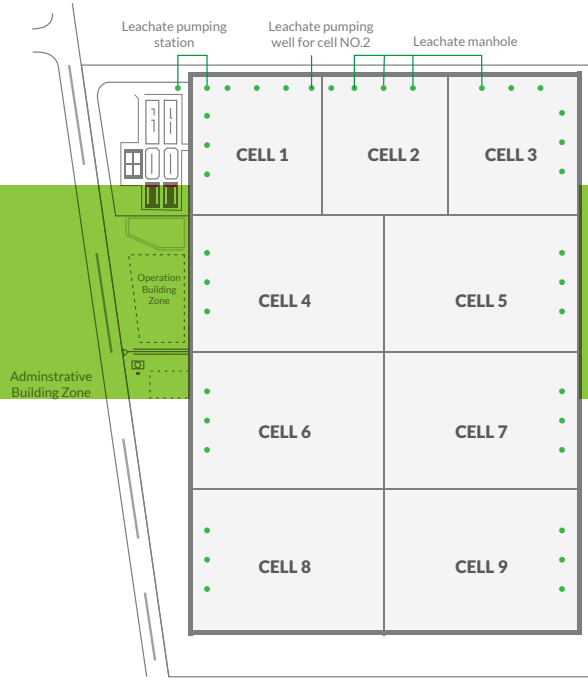 Leachate pumping
station
Leachate pumping
well for cell NO.2
Leachate manhole
CELL 1
CELL 2
CELL 3
Operation
Building
Zone
CELL 4
CELL 5
Adminstrative
Building Zone
CELL 6
CELL 7
CELL 8
CELL 9